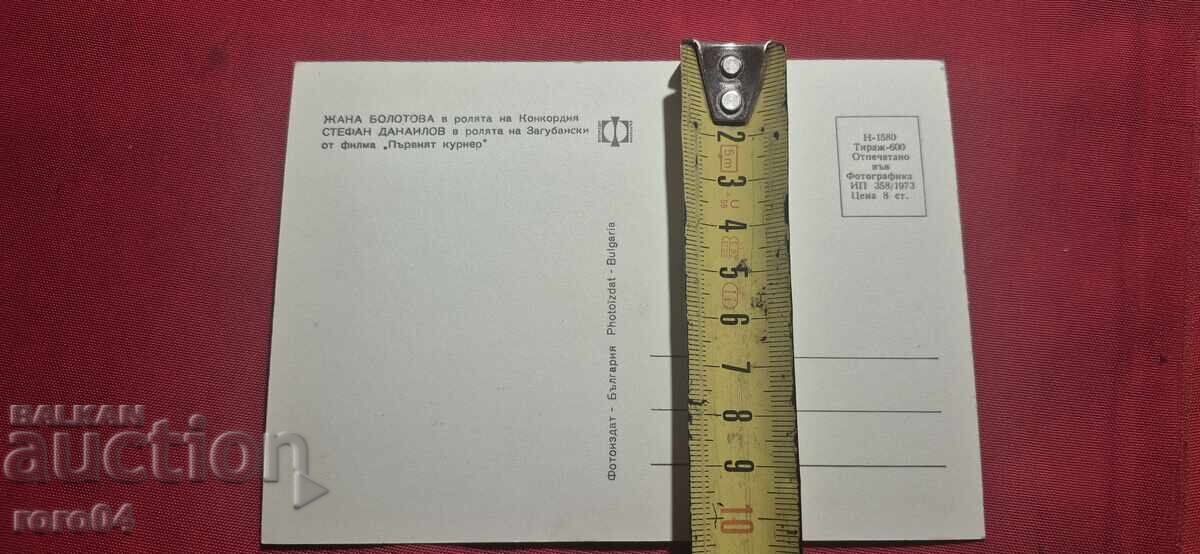 ЖАНА БОЛОТОВА в ролята на Конкордия
СТЕФАН ДАНАИЛОВ в ролята на Загубански
от филма „Първият куриер"
Фотоиздат - България Photoizdat - Bulgaria
Н-1580
Тираж-600
Отпечатано
във
Фотографика
ИП 358/1973
Цена 8 ст.
2
5m
3
4
5
6
7
8
9
10
BALKAN
auction
roro64